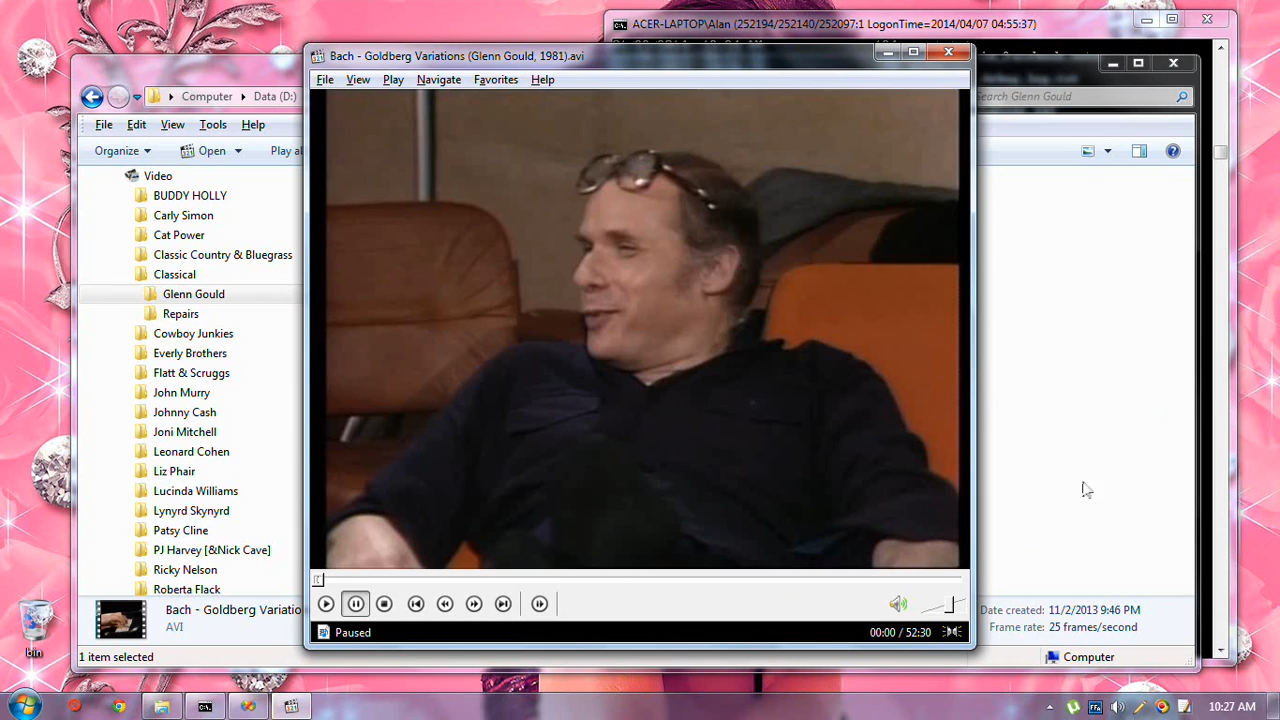 ACER-LAPTOP\Alan (252194/252140/252097:1 LogonTime=2014/04/07 04:55:37)
Bach - Goldberg Variations (Glenn Gould, 1981).avi
File View Play Navigate Favorites Help
Computer Data (D:)
Search Glenn Gould
File Edit View Tools Help
Organize Open Play al
Video
BUDDY HOLLY
Carly Simon
Cat Power
Classic Country & Bluegrass
Classical
Glenn Gould
Repairs
Cowboy Junkies
Everly Brothers
Flatt & Scruggs
John Murry
Johnny Cash
Joni Mitchell
Leonard Cohen
Liz Phair
Lucinda Williams
Lynyrd Skynyrd
Patsy Cline
PJ Harvey [&Nick Cave]
Ricky Nelson
Roberta Flack
Bach - Goldberg Variatio
AVI
Date created: 11/2/2013 9:46 PM
Frame rate: 25 frames/second
Paused
00:00 / 52:30
1 item selected
Computer
bin
10:27 AM